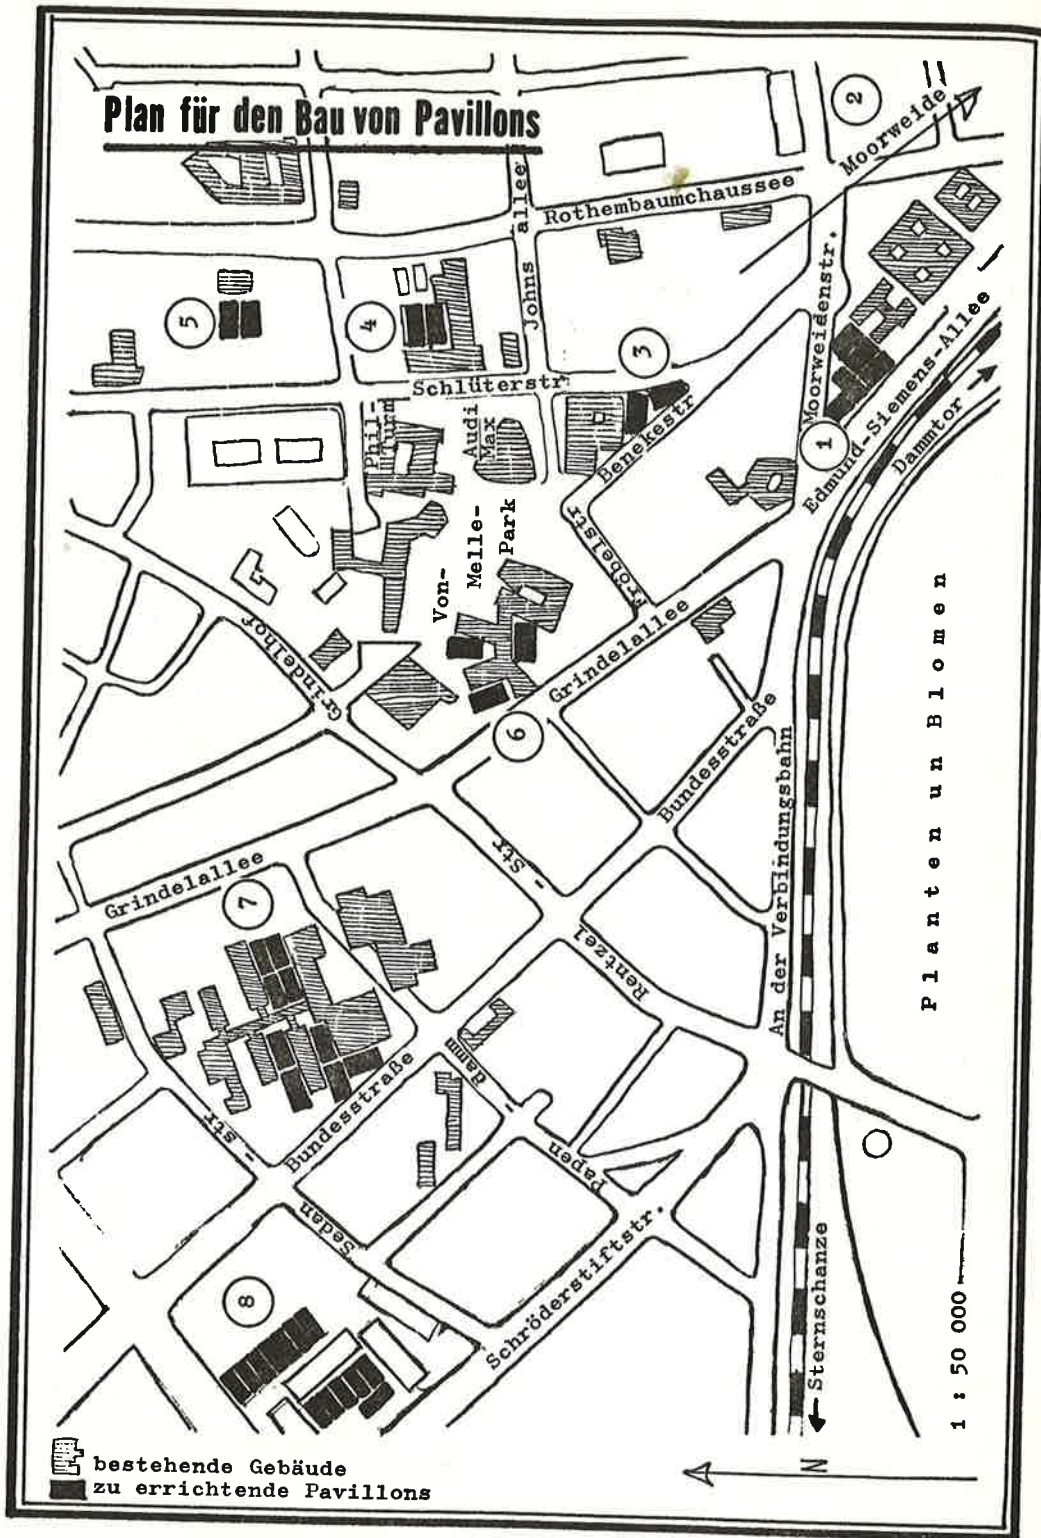 Plan für den Bau von Pavillons
2
Moorweide
Rothembaumchaussee
Johns
allee
Moorweidenstr.
5
4
3
1
Schlüterstr
Phil-
Turm
Audi
Max
Benekestr
Edmund-Siemens-Allee
Dammtor
Von-
Melle-
Park
Fröbelstr
Grindelhof
Grindelallee
6
Bundesstraße
An der Verbindungsbahn
Planten un Blomen
Grindelallee
7
Rentzel
- str
Bundesstraße
Papen
- damm
Sedan
- str
8
Schröderstiftstr.
Sternschanze
1 : 50 000
N
bestehende Gebäude
zu errichtende Pavillons